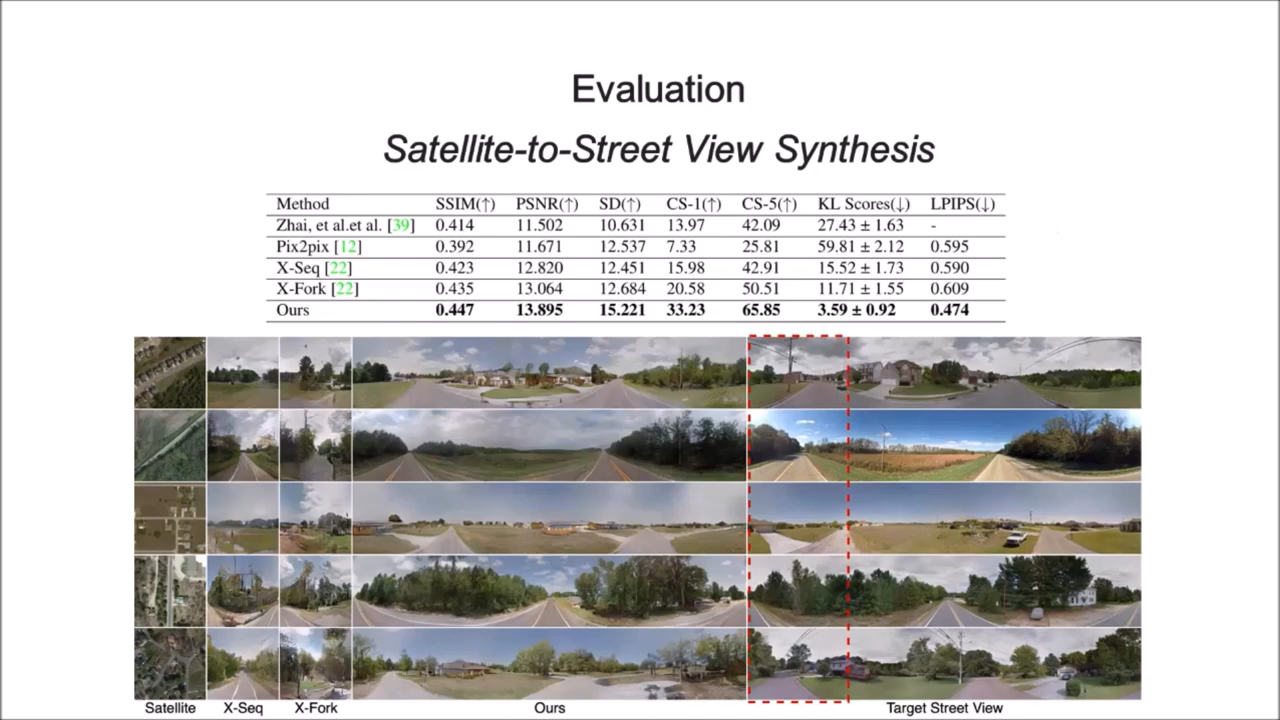 Evaluation
Satellite-to-Street View Synthesis
Method SSIM(↑) PSNR(↑) SD(↑) CS-1(↑) CS-5(↑) KL Scores(↓) LPIPS(↓)
Zhai, et al.et al. [39] 0.414 11.502 10.631 13.97 42.09 27.43 ± 1.63 -
Pix2pix [12] 0.392 11.671 12.537 7.33 25.81 59.81 ± 2.12 0.595
X-Seq [22] 0.423 12.820 12.451 15.98 42.91 15.52 ± 1.73 0.590
X-Fork [22] 0.435 13.064 12.684 20.58 50.51 11.71 ± 1.55 0.609
Ours 0.447 13.895 15.221 33.23 65.85 3.59 ± 0.92 0.474
Satellite X-Seq X-Fork Ours Target Street View